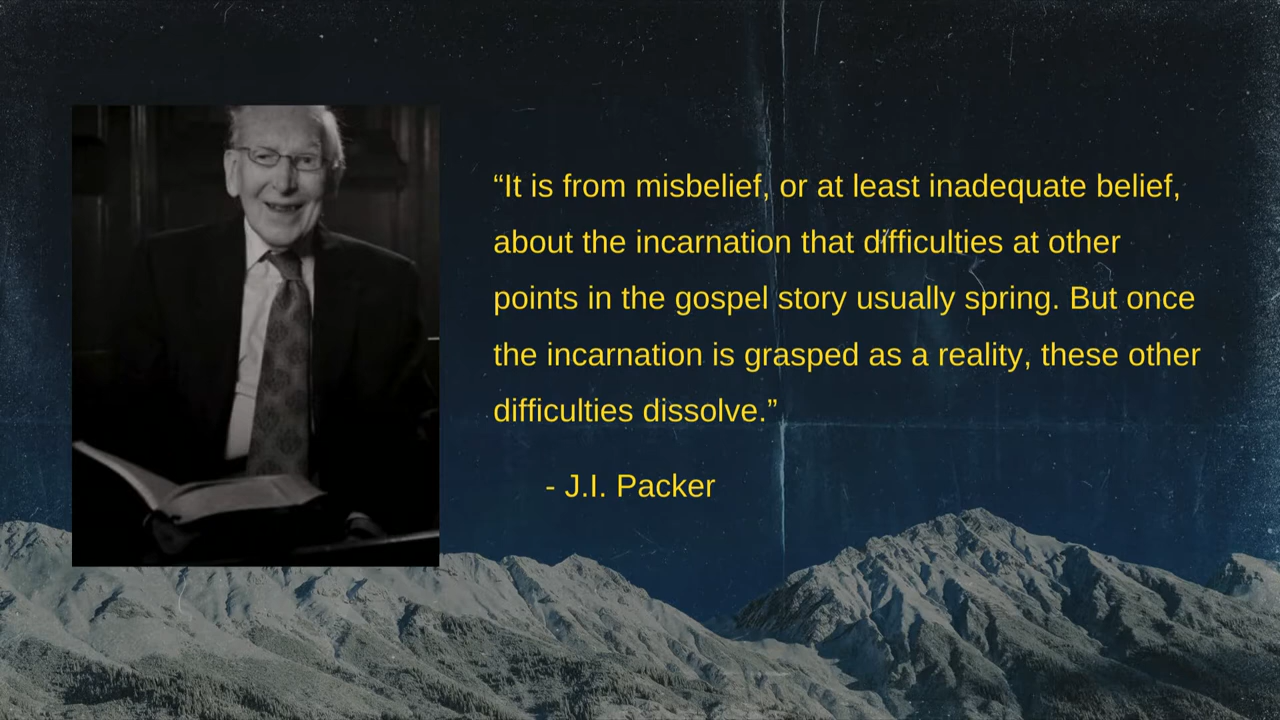 “It is from misbelief, or at least inadequate belief,
about the incarnation that difficulties at other
points in the gospel story usually spring. But once
the incarnation is grasped as a reality, these other
difficulties dissolve.”
- J.I. Packer